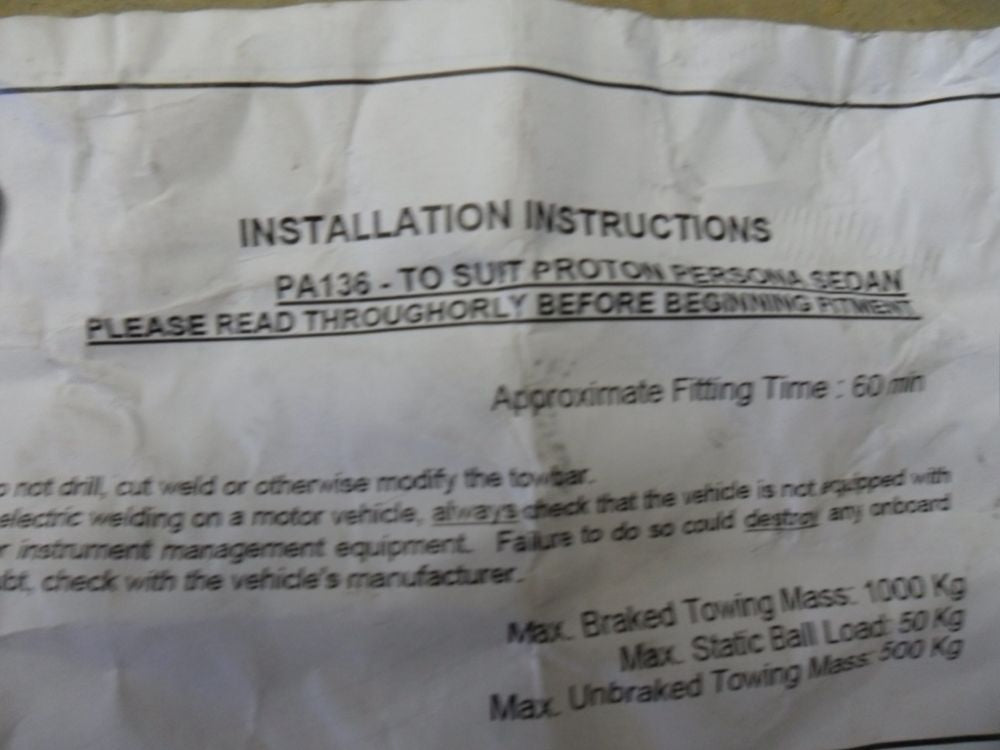 INSTALLATION INSTRUCTIONS
PA136 - TO SUIT PROTON PERSONA SEDAN
PLEASE READ THROUGHORLY BEFORE BEGINNING FITMENT
Approximate Fitting Time : 60 min
not drill, cut weld or otherwise modify the towbar.
electric welding on a motor vehicle, always check that the vehicle is not equipped with
r instrument management equipment. Failure to do so could destroy any onboard
ubt, check with the vehicle's manufacturer.
Max. Braked Towing Mass: 1000 Kg
Max. Static Ball Load: 50 Kg
Max. Unbraked Towing Mass: 500 Kg